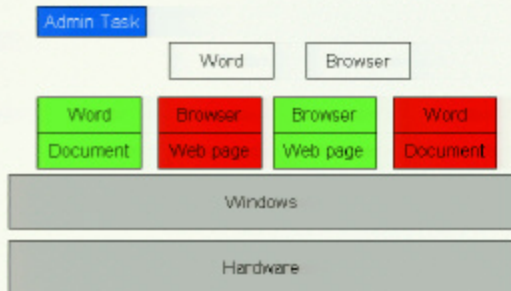 Admin Task
Word Browser
Word Browser Browser Word
Document Web page Web page Document
Windows
Hardware